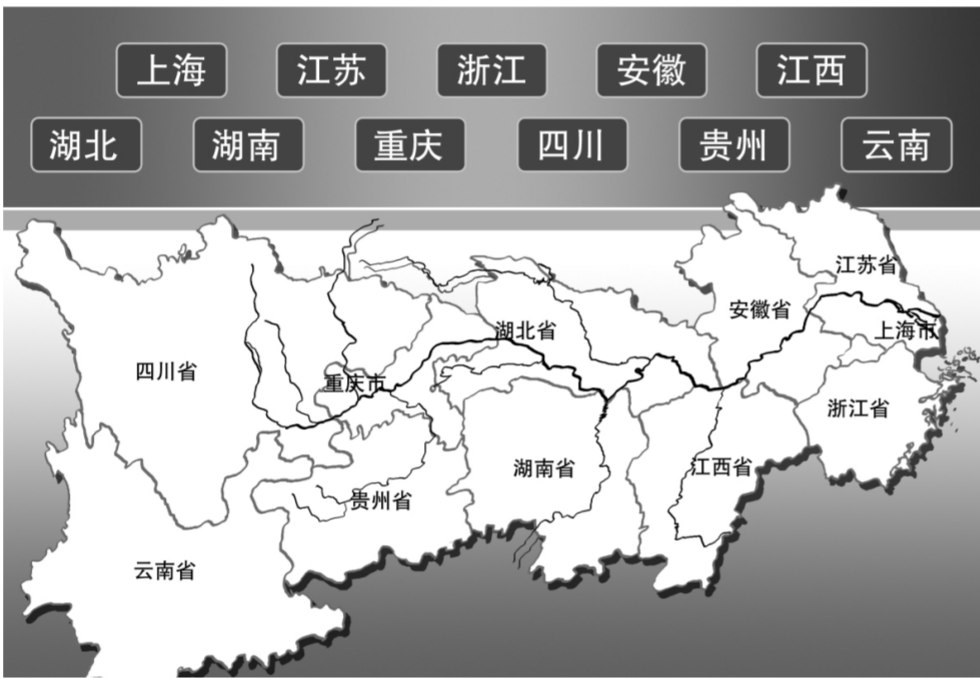 上海 江苏 浙江 安徽 江西
湖北 湖南 重庆 四川 贵州 云南
江苏省
安徽省
上海市
湖北省
四川省
重庆市
浙江省
湖南省
江西省
贵州省
云南省